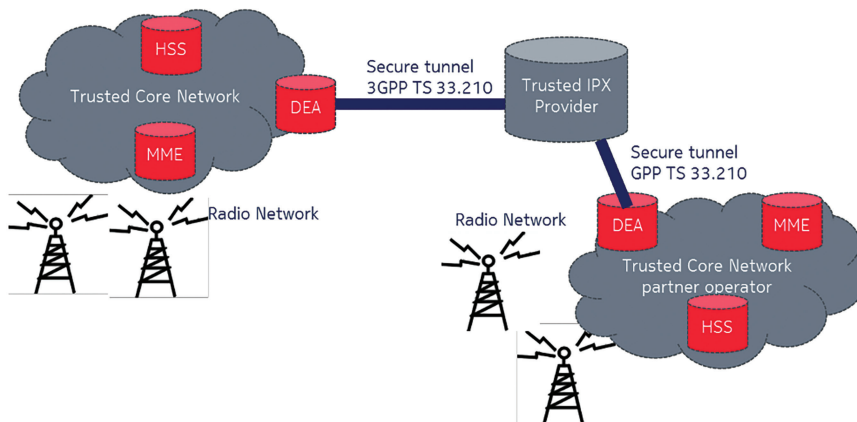 HSS
Trusted Core Network
DEA
MME
Secure tunnel
3GPP TS 33.210
Trusted IPX
Provider
Secure tunnel
GPP TS 33.210
Radio Network
Radio Network
DEA
MME
Trusted Core Network
partner operator
HSS